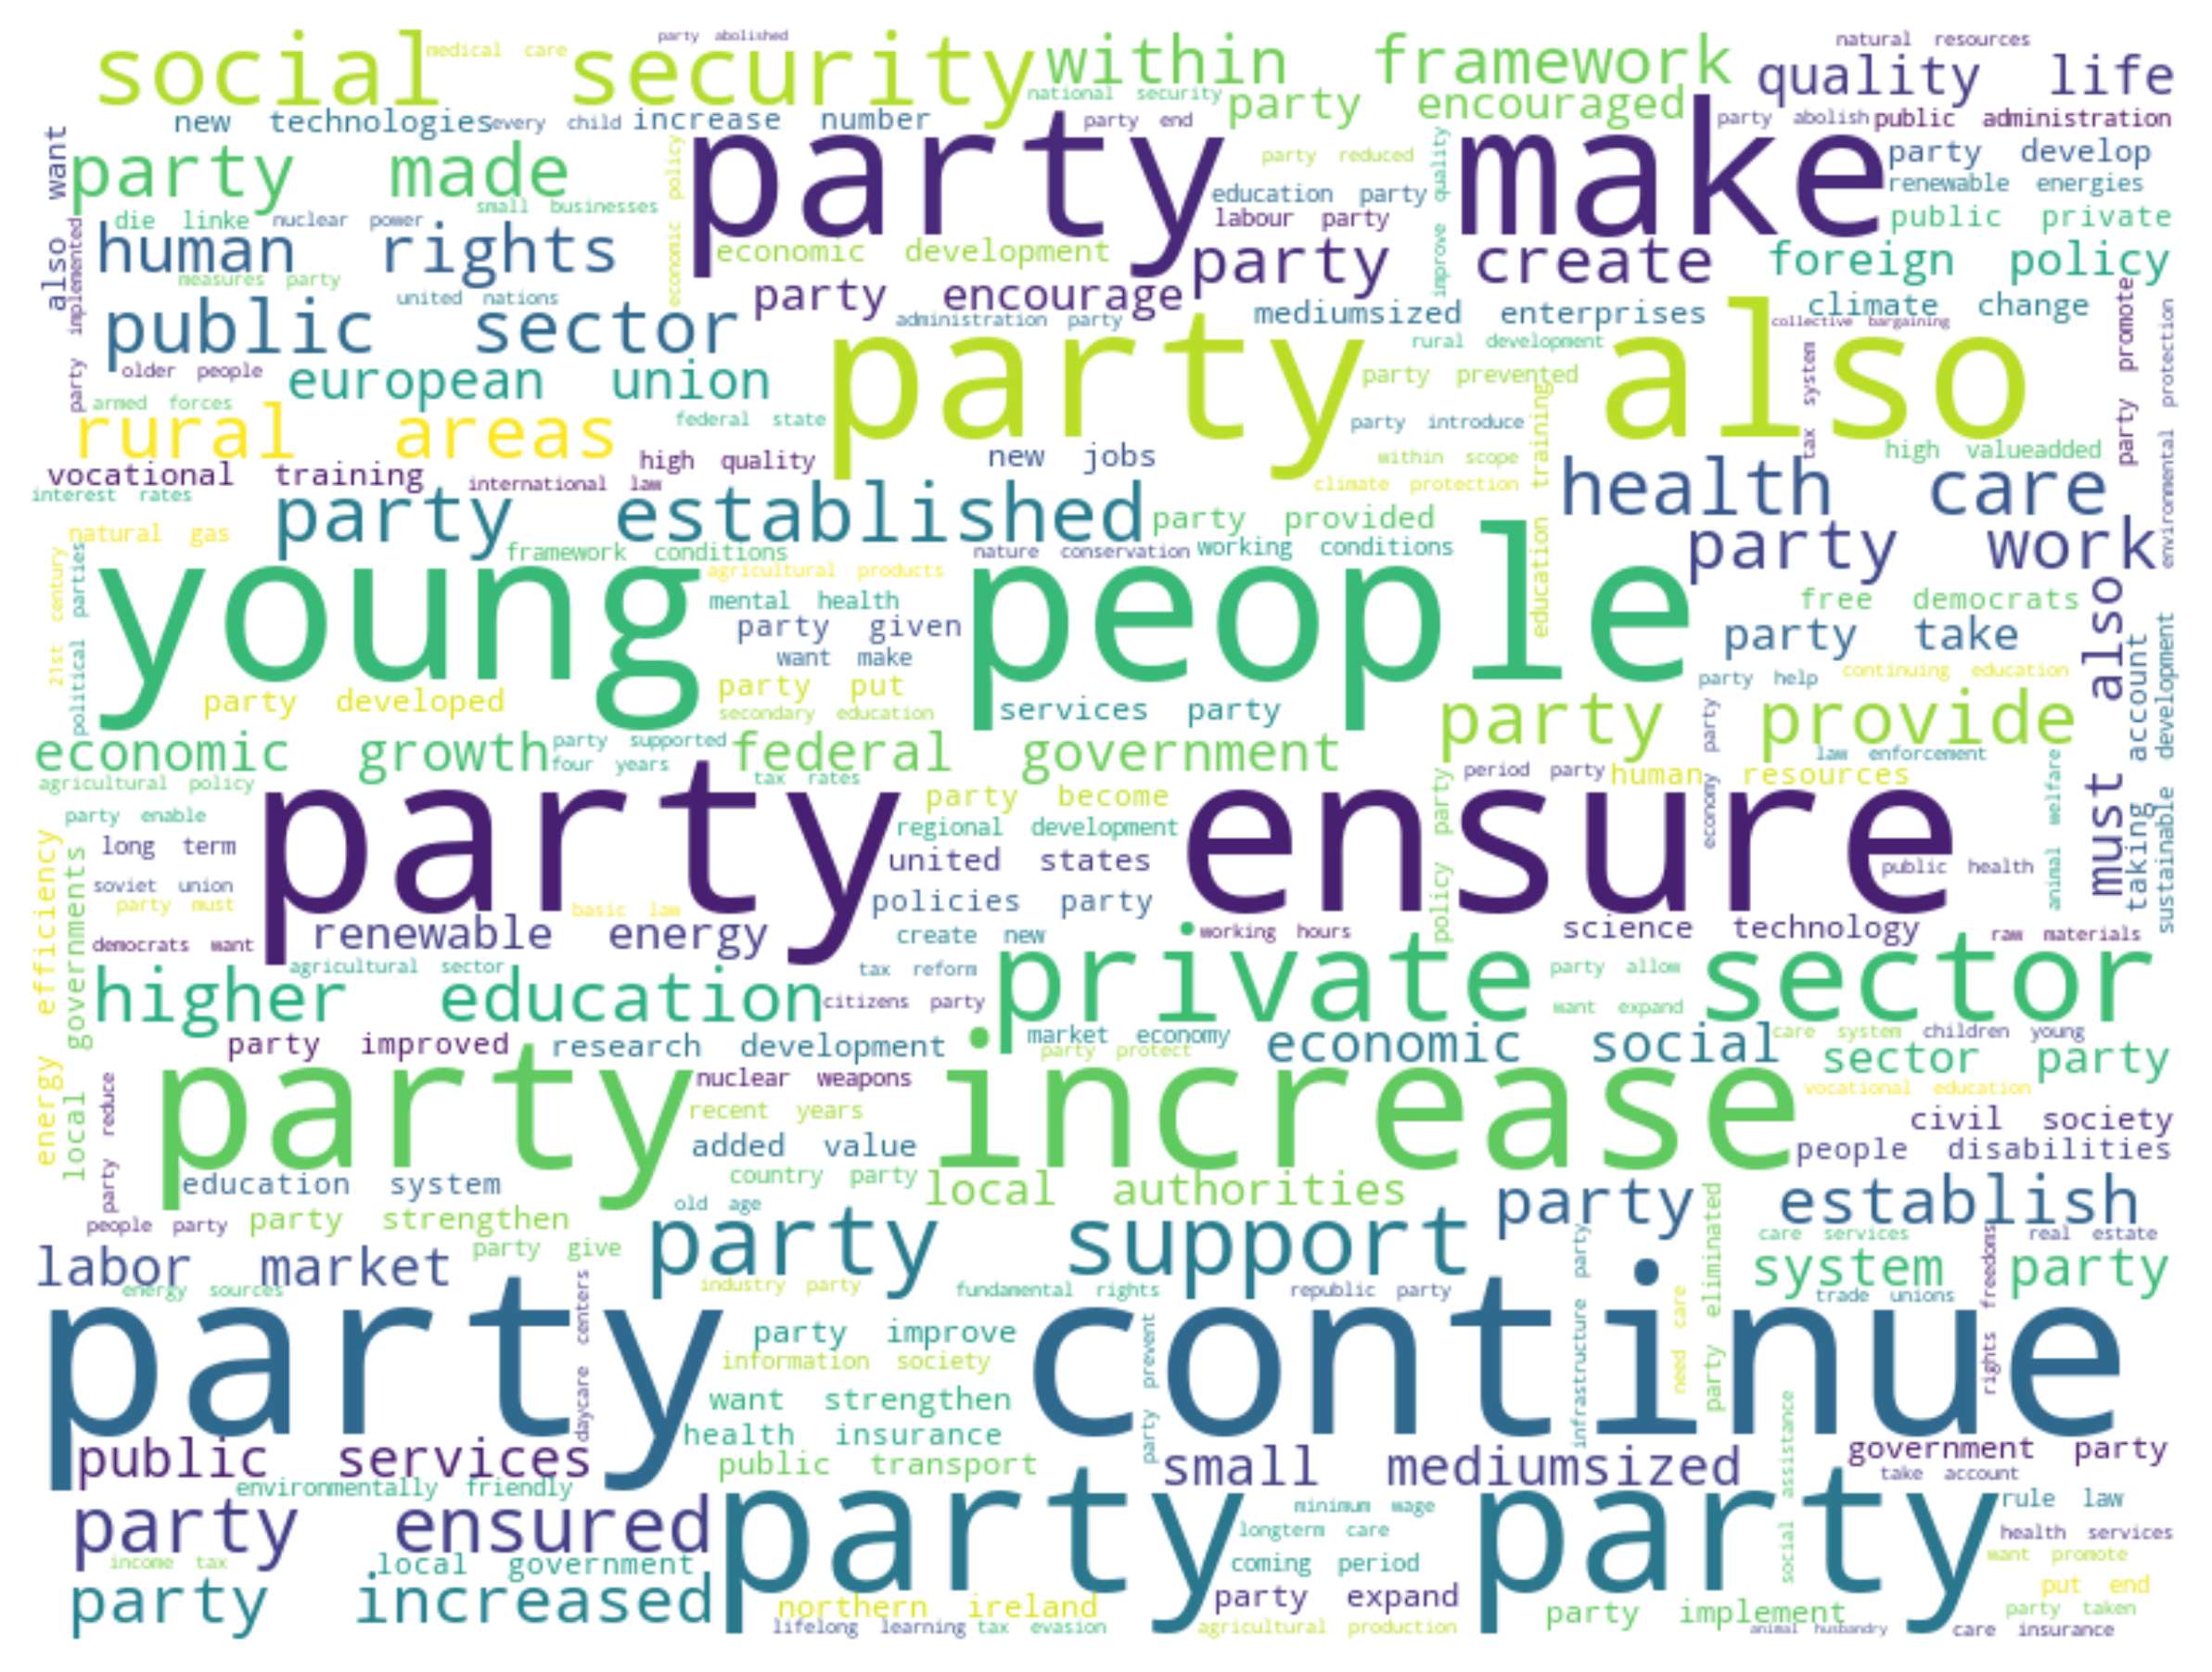 party abolished
natural resources
social security
medical care
within framework
quality life
national security
party encouraged
new technologies
every child
increase number
party end
party make
party abolish
public administration
also want
party made
economic policy
party reduced
improve quality
party develop
education party
renewable energies
small businesses
die linke
nuclear power
labour party
public private
human rights
economic development
party create
foreign policy
party implemented
measures party
party encourage
united nations
climate change
party promote
public sector
administration party
mediumsized enterprises
collective bargaining
environmental protection
party also
rural development
tax system
older people
european union
party prevented
armed forces
rural areas
federal state
party introduce
education training
high quality
new jobs
within scope
high valueadded
vocational training
international law
climate protection
health care
interest rates
party established
party provided
natural gas
party work
framework conditions
nature conservation
working conditions
21st century
political parties
young people
agricultural products
mental health
free democrats
party given
party take
must also
want make
party help
continuing education
taking account
sustainable development
party developed
party put
secondary education
services party
party provide
economic growth
party supported
federal government
economy party
law enforcement
four years
tax rates
period party
human resources
agricultural policy
party ensure
party become
policy party
animal welfare
party enable
regional development
long term
united states
public health
energy efficiency
local governments
soviet union
party must
basic law
policies party
renewable energy
create new
working hours
science technology
raw materials
democrats want
agricultural sector
tax reform
private sector
party allow
higher education
citizens party
want expand
party improved
research development
market economy
party protect
economic social
care system
children young
sector party
party reduce
nuclear weapons
party increase
vocational education
recent years
civil society
added value
people disabilities
education system
country party
local authorities
party establish
people party
party strengthen
old age
party support
party eliminated
care services
real estate
labor market
party give
infrastructure party
system party
rights freedoms
energy sources
industry party
fundamental rights
republic party
need care
trade unions
daycare centers
party continue
party improve
party prevent
information society
want strengthen
social assistance
health insurance
public services
public transport
small mediumsized
government party
take account
environmentally friendly
party ensured
party party
minimum wage
rule law
longterm care
health services
income tax
local government
coming period
want promote
party increased
party expand
put end
northern ireland
party implement
party taken
lifelong learning
tax evasion
agricultural production
animal husbandry
care insurance